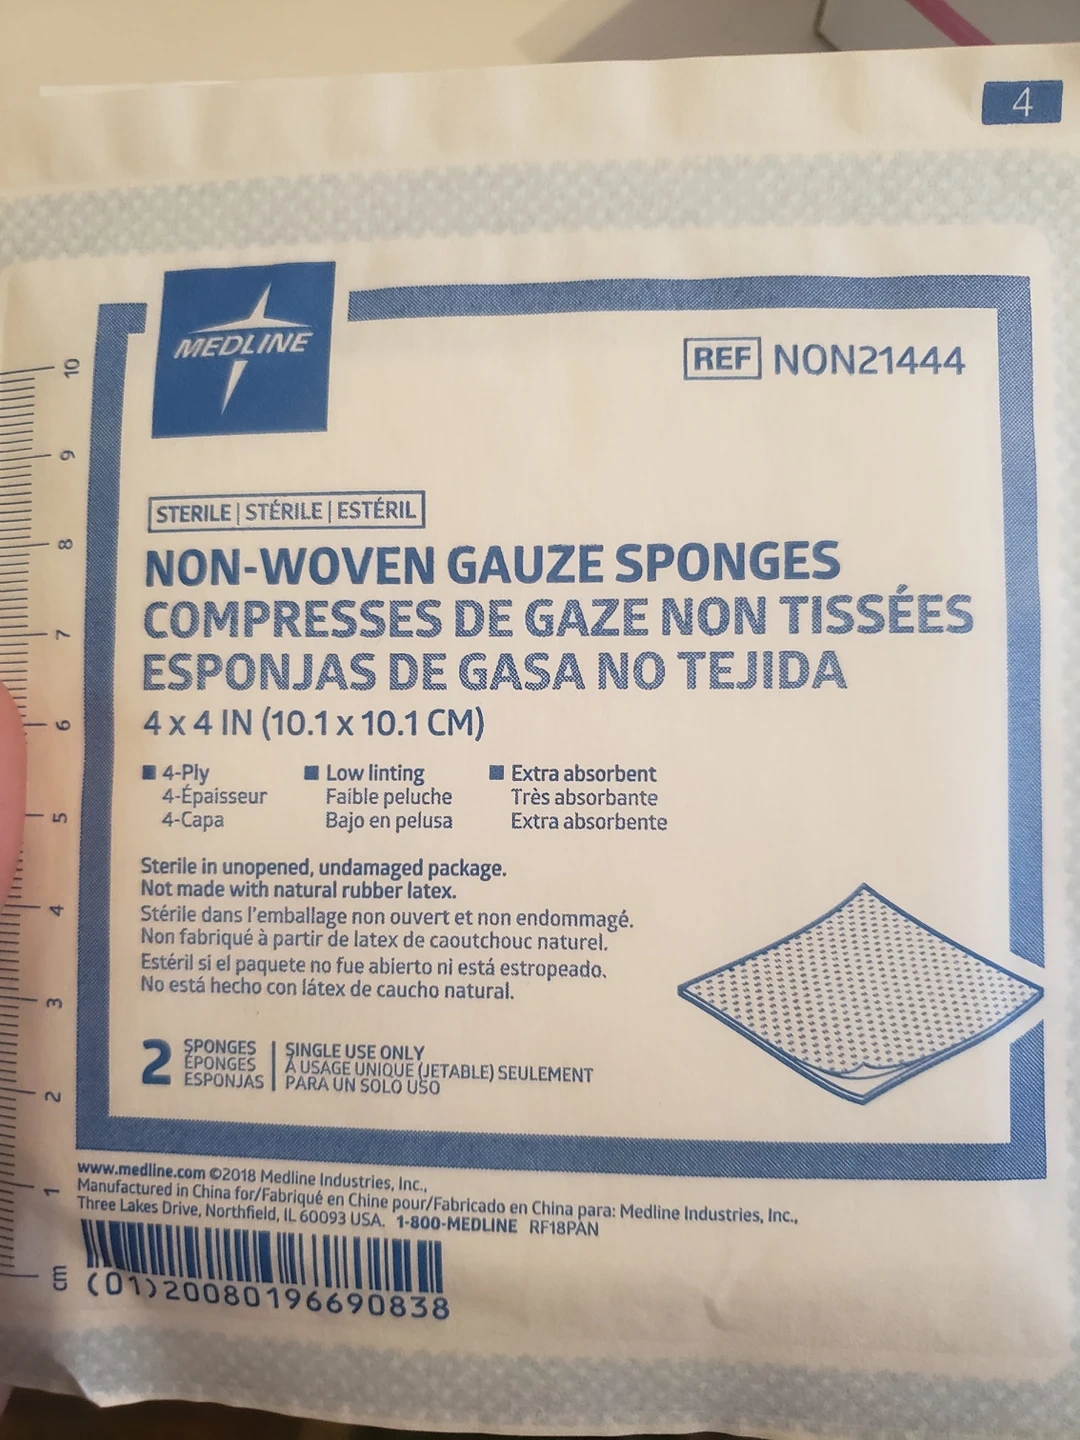 4
MEDLINE
REF NON21444
STERILE | STÉRILE | ESTÉRIL
NON-WOVEN GAUZE SPONGES
COMPRESSES DE GAZE NON TISSÉES
ESPONJAS DE GASA NO TEJIDA
4 x 4 IN (10.1 x 10.1 CM)
4-Ply
4-Épaisseur
4-Capa
Low linting
Faible peluche
Bajo en pelusa
Extra absorbent
Très absorbante
Extra absorbente
Sterile in unopened, undamaged package.
Not made with natural rubber latex.
Stérile dans l'emballage non ouvert et non endommagé.
Non fabriqué à partir de latex de caoutchouc naturel.
Estéril si el paquete no fue abierto ni está estropeado.
No está hecho con látex de caucho natural.
2
SPONGES
ÉPONGES
ESPONJAS
SINGLE USE ONLY
À USAGE UNIQUE (JETABLE) SEULEMENT
PARA UN SOLO USO
www.medline.com ©2018 Medline Industries, Inc.,
Manufactured in China for/Fabriqué en Chine pour/Fabricado en China para: Medline Industries, Inc.,
Three Lakes Drive, Northfield, IL 60093 USA. 1-800-MEDLINE RF18PAN
(01)20080196690838
cm 1 2 3 4 5 6 7 8 9 10